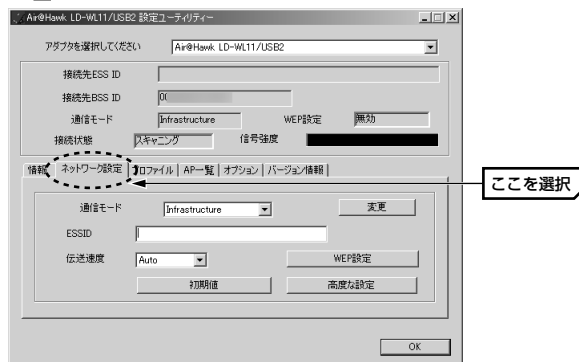 Air@Hawk LD-WL11/USB2 設定ユーティリティー
アダプタを選択してください Air@Hawk LD-WL11/USB2
接続先ESS ID
接続先BSS ID 00
通信モード Infrastructure WEP設定 無効
接続状態 スキャニング 信号強度
情報 ネットワーク設定 プロファイル AP一覧 オプション バージョン情報
ここを選択
通信モード Infrastructure 変更
ESSID
伝送速度 Auto WEP設定
初期値 高度な設定
OK